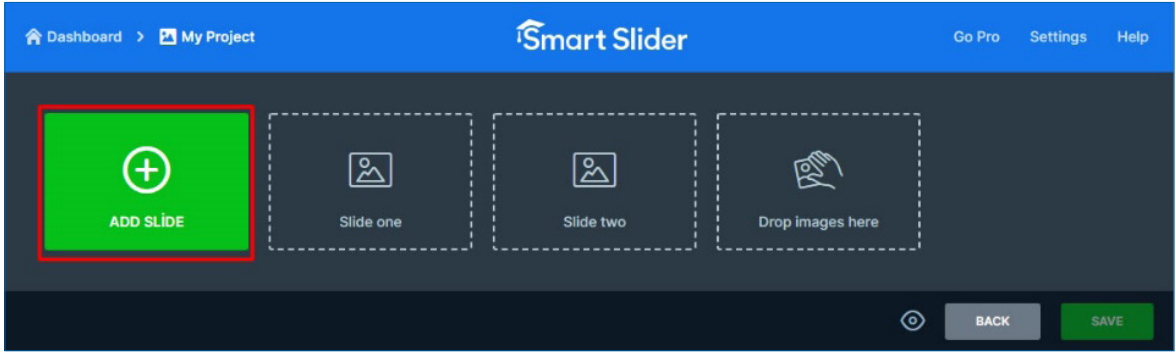 Dashboard > My Project
Smart Slider
Go Pro Settings Help
ADD SLİDE
Slide one
Slide two
Drop images here
BACK
SAVE